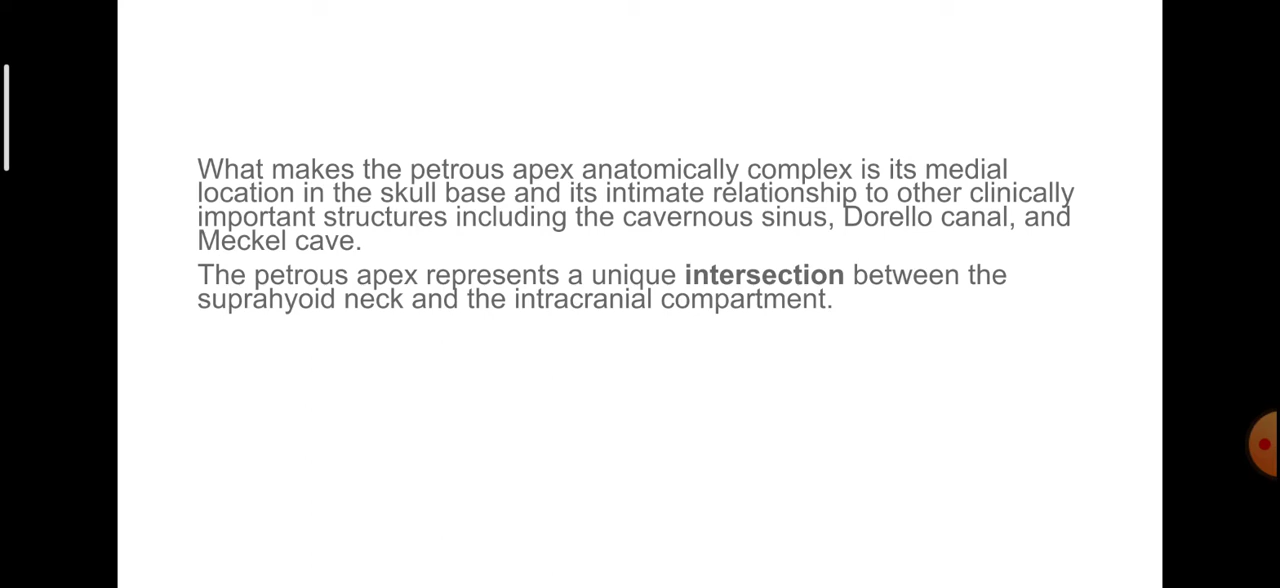 What makes the petrous apex anatomically complex is its medial
location in the skull base and its intimate relationship to other clinically
important structures including the cavernous sinus, Dorello canal, and
Meckel cave.
The petrous apex represents a unique intersection between the
suprahyoid neck and the intracranial compartment.